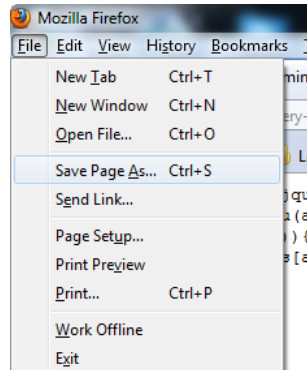 Mozilla Firefox
File Edit View History Bookmarks
New Tab Ctrl+T
New Window Ctrl+N
Open File... Ctrl+O
Save Page As... Ctrl+S
Send Link...
Page Setup...
Print Preview
Print... Ctrl+P
Work Offline
Exit